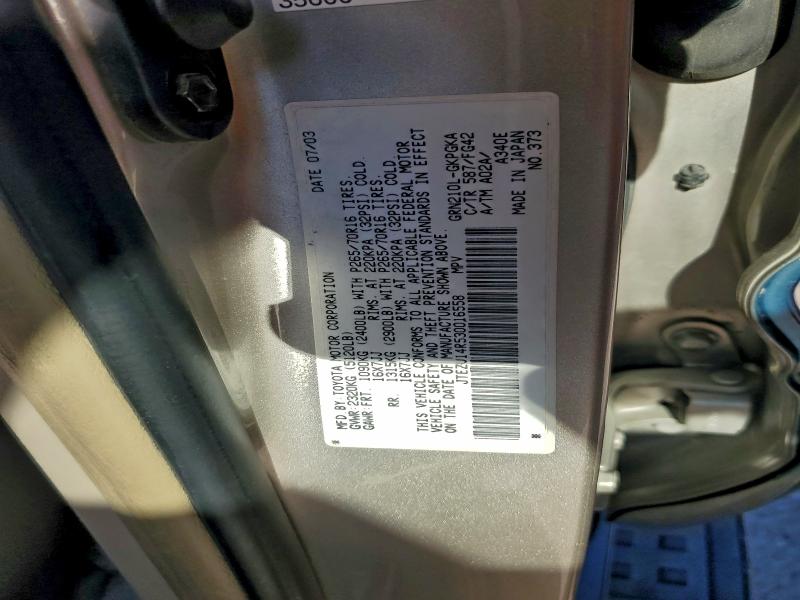 MFD BY TOYOTA MOTOR CORPORATION DATE 07/03
GVWR-2320KG (5120LB)
GAWR-FRT. 1090KG (2400LB) WITH P265/70R16 TIRES,
16X7JJ RIMS, AT 220KPA (32PSI) COLD.
RR. 1315KG (2900LB) WITH P265/70R16 TIRES,
16X7JJ RIMS, AT 220KPA (32PSI) COLD.
THIS VEHICLE CONFORMS TO ALL APPLICABLE FEDERAL MOTOR
VEHICLE SAFETY AND THEFT PREVENTION STANDARDS IN EFFECT
ON THE DATE OF MANUFACTURE SHOWN ABOVE.
MPV
GRN210L-GKPGKA
C/TR 587/FG42
A/TM A02A/ A340E
MADE IN JAPAN
NO.373